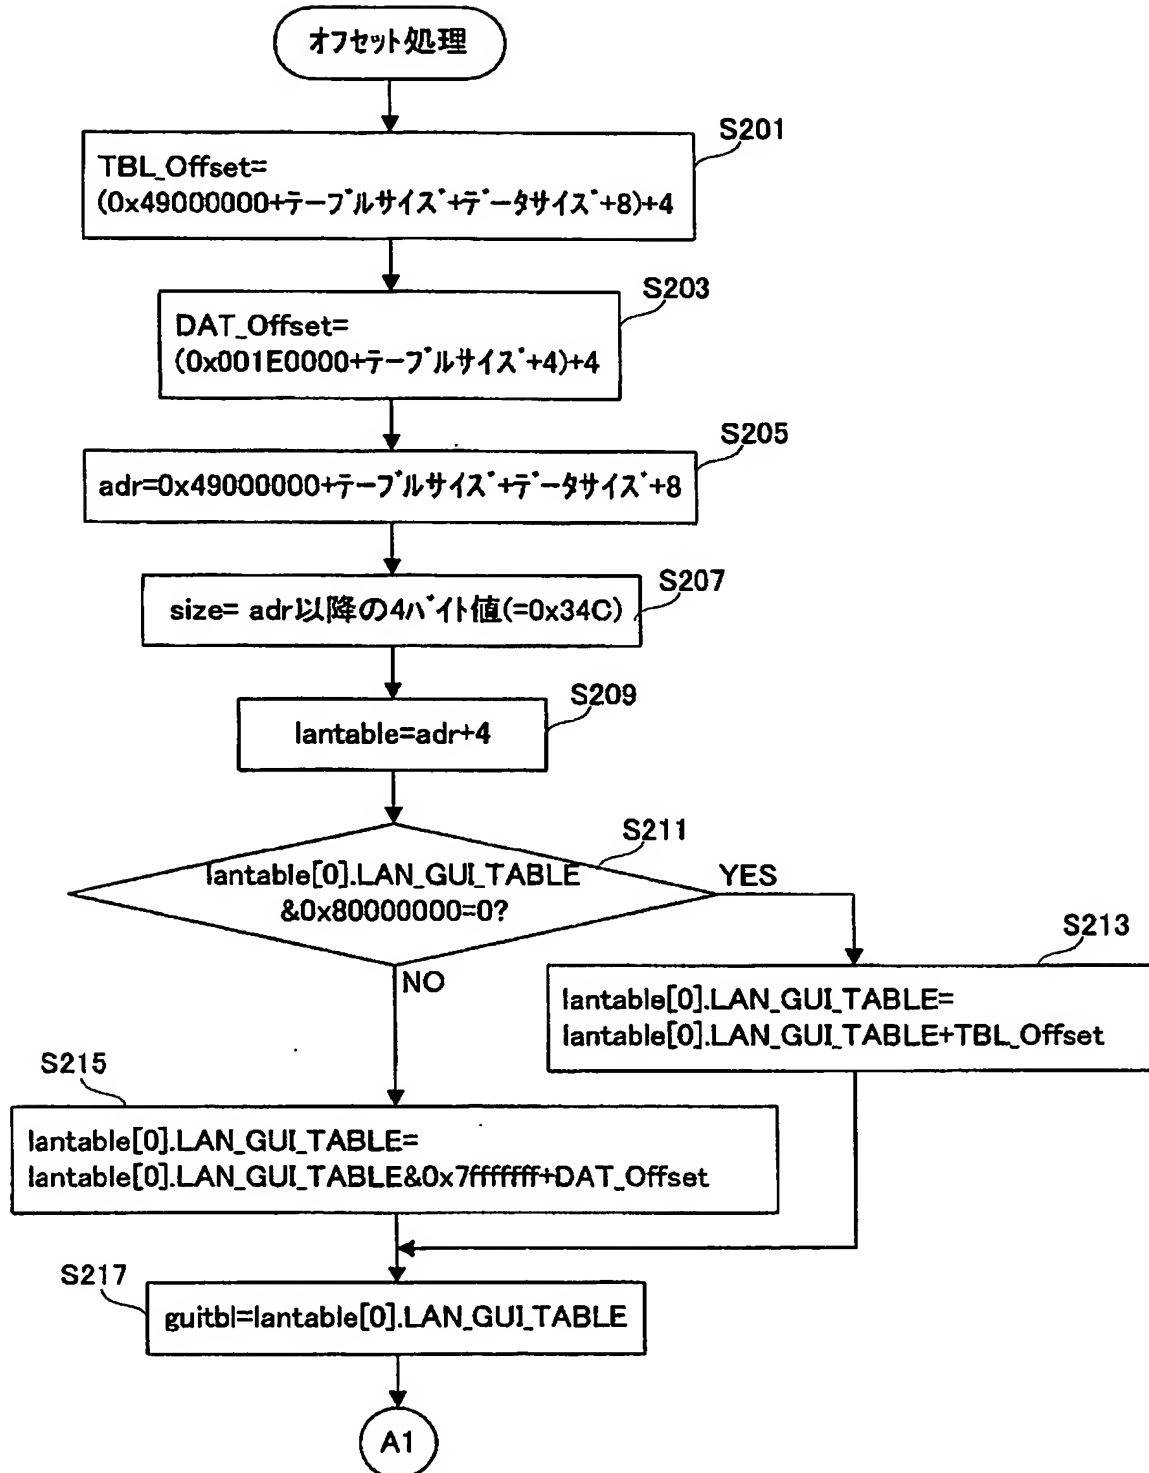 オフセット処理
S201
TBL_Offset=
(0x49000000+テーブルサイズ+データサイズ+8)+4
S203
DAT_Offset=
(0x001E0000+テーブルサイズ+4)+4
S205
adr=0x49000000+テーブルサイズ+データサイズ+8
S207
size= adr以降の4バイト値(=0x34C)
S209
lantable=adr+4
S211
lantable[0].LAN_GUI_TABLE
&0x80000000=0?
YES
NO
S213
lantable[0].LAN_GUI_TABLE=
lantable[0].LAN_GUI_TABLE+TBL_Offset
S215
lantable[0].LAN_GUI_TABLE=
lantable[0].LAN_GUI_TABLE&0x7fffffff+DAT_Offset
S217
guitbl=lantable[0].LAN_GUI_TABLE
A1